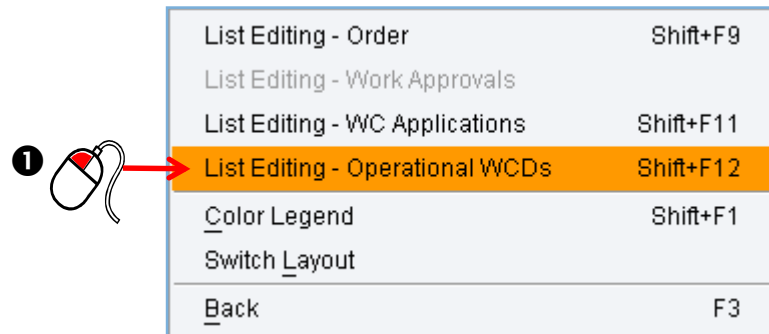 List Editing - Order Shift+F9
List Editing - Work Approvals
List Editing - WC Applications Shift+F11
❶ List Editing - Operational WCDs Shift+F12
Color Legend Shift+F1
Switch Layout
Back F3